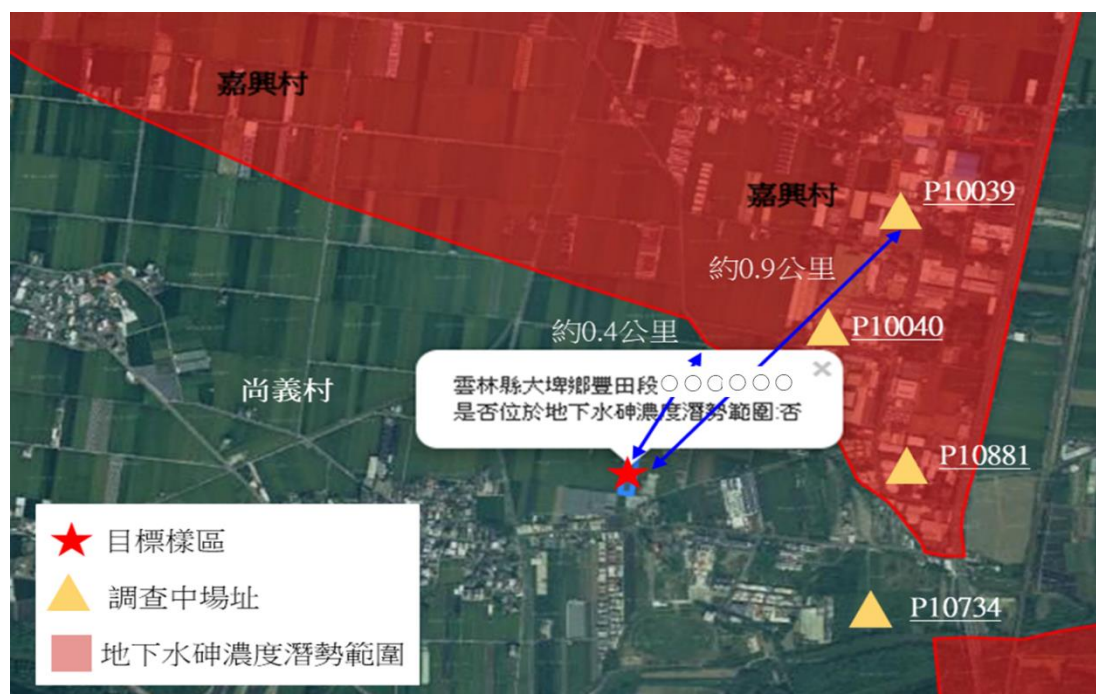 嘉興村
嘉興村
P10039
約0.9公里
P10040
約0.4公里
雲林縣大埤鄉豐田段○○○○○○
是否位於地下水砷濃度潛勢範圍:否
尚義村
P10881
目標樣區
調查中場址
P10734
地下水砷濃度潛勢範圍